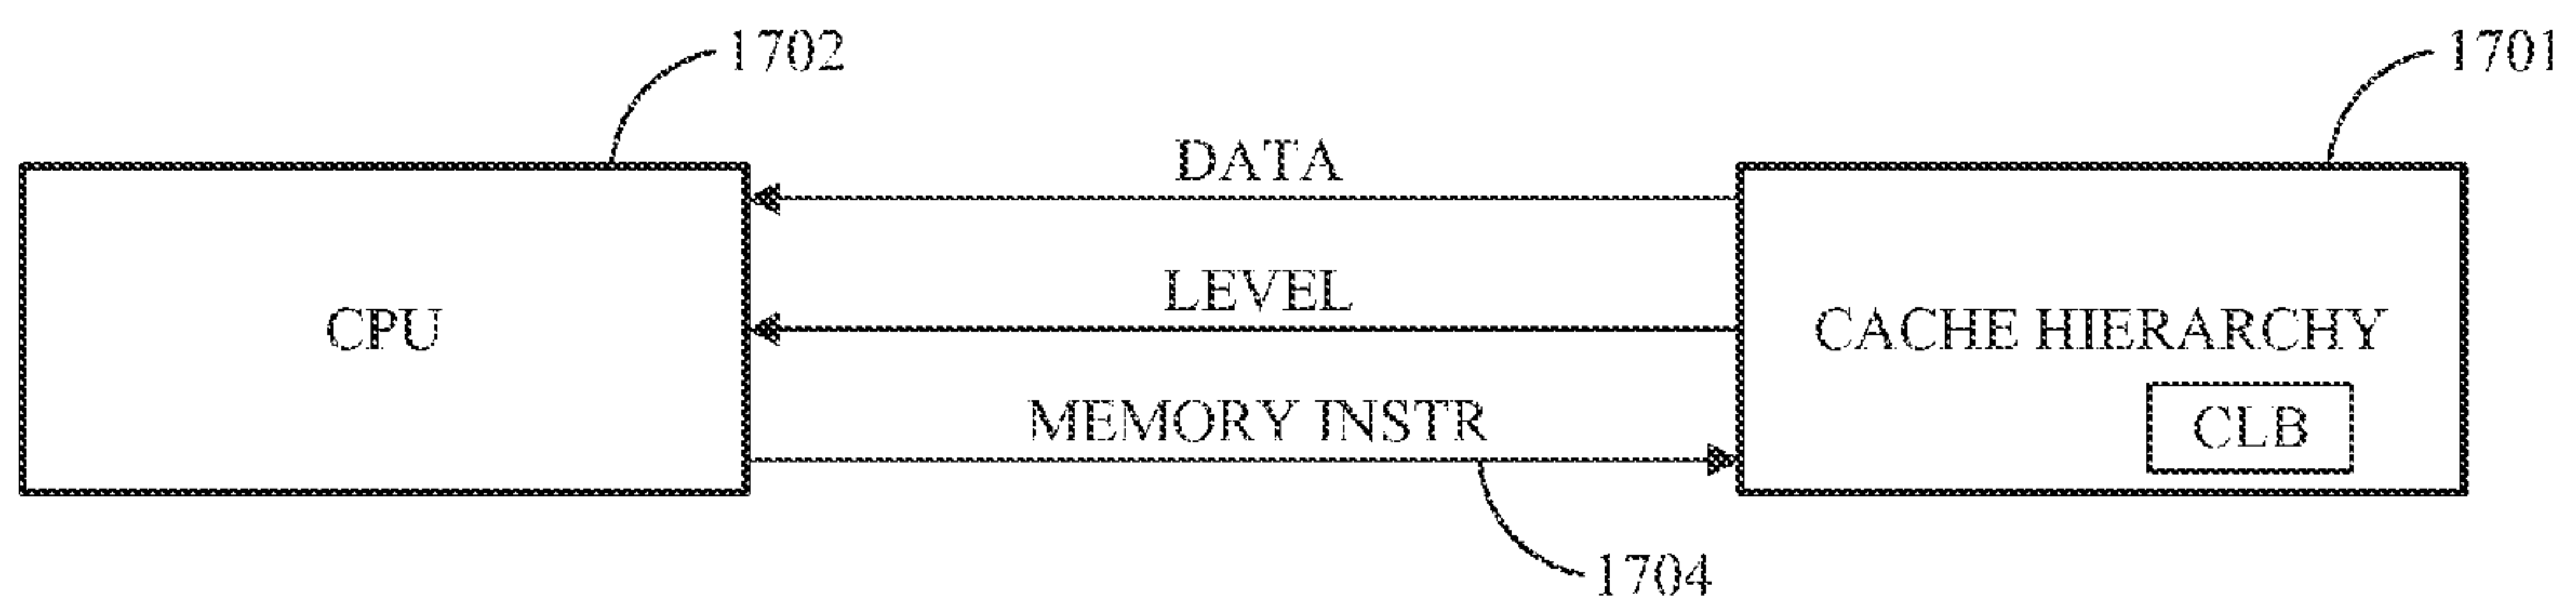 1702
1701
DATA
LEVEL
CPU
CACHE HIERARCHY
MEMORY INSTR
CLB
1704